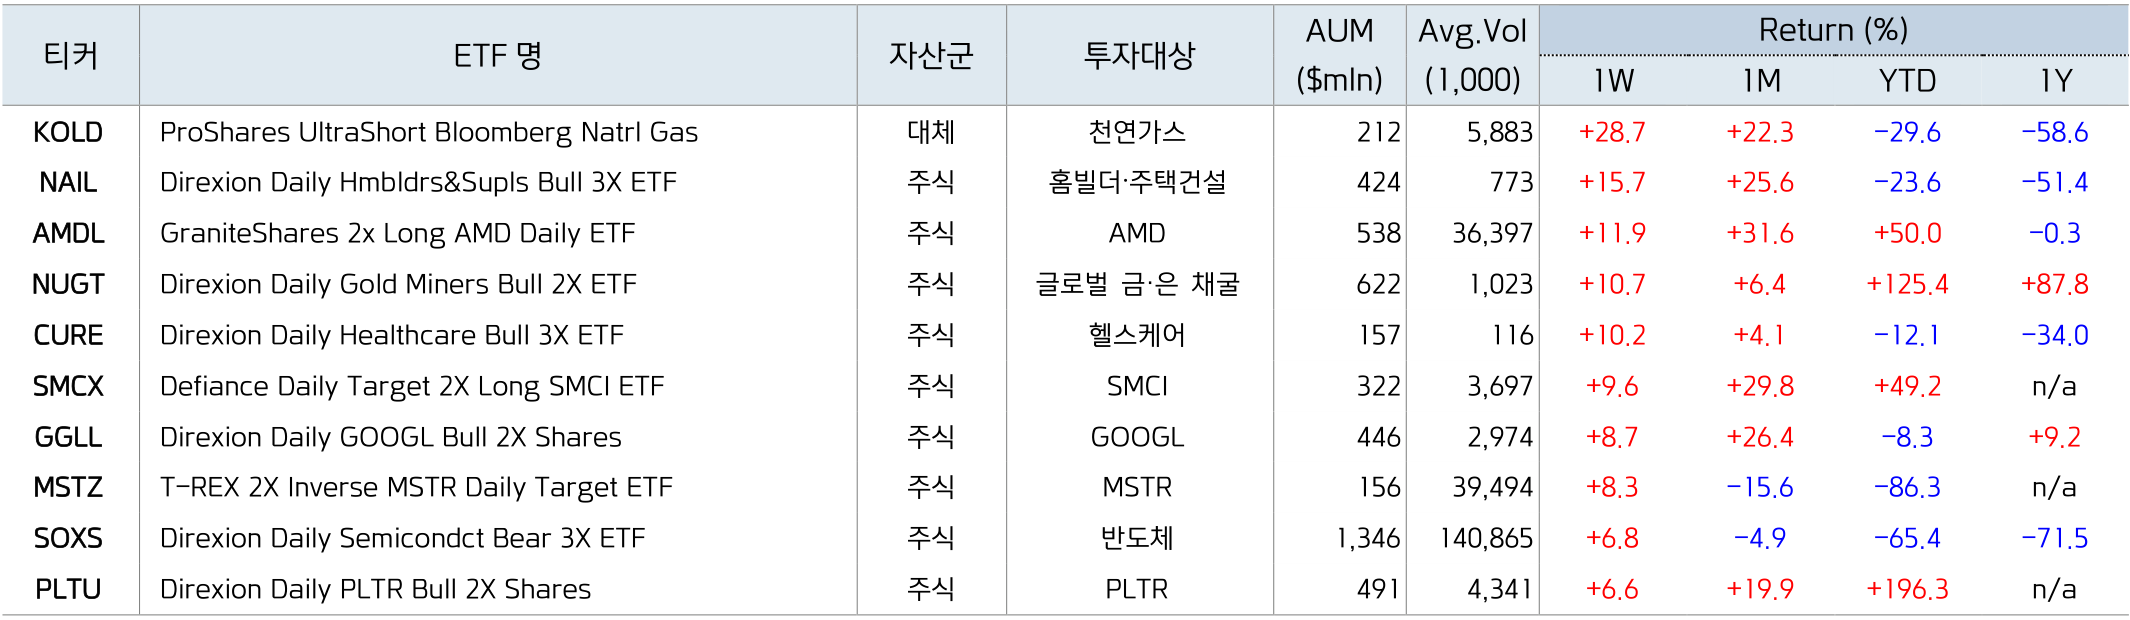 티커 ETF 명 자산군 투자대상 AUM ($mln) Avg.Vol (1,000) Return (%)
1W 1M YTD 1Y
KOLD ProShares UltraShort Bloomberg Natrl Gas 대체 천연가스 212 5,883 +28.7 +22.3 -29.6 -58.6
NAIL Direxion Daily Hmbldrs&Supls Bull 3X ETF 주식 홈빌더·주택건설 424 773 +15.7 +25.6 -23.6 -51.4
AMDL GraniteShares 2x Long AMD Daily ETF 주식 AMD 538 36,397 +11.9 +31.6 +50.0 -0.3
NUGT Direxion Daily Gold Miners Bull 2X ETF 주식 글로벌 금·은 채굴 622 1,023 +10.7 +6.4 +125.4 +87.8
CURE Direxion Daily Healthcare Bull 3X ETF 주식 헬스케어 157 116 +10.2 +4.1 -12.1 -34.0
SMCX Defiance Daily Target 2X Long SMCI ETF 주식 SMCI 322 3,697 +9.6 +29.8 +49.2 n/a
GGLL Direxion Daily GOOGL Bull 2X Shares 주식 GOOGL 446 2,974 +8.7 +26.4 -8.3 +9.2
MSTZ T-REX 2X Inverse MSTR Daily Target ETF 주식 MSTR 156 39,494 +8.3 -15.6 -86.3 n/a
SOXS Direxion Daily Semicondct Bear 3X ETF 주식 반도체 1,346 140,865 +6.8 -4.9 -65.4 -71.5
PLTU Direxion Daily PLTR Bull 2X Shares 주식 PLTR 491 4,341 +6.6 +19.9 +196.3 n/a